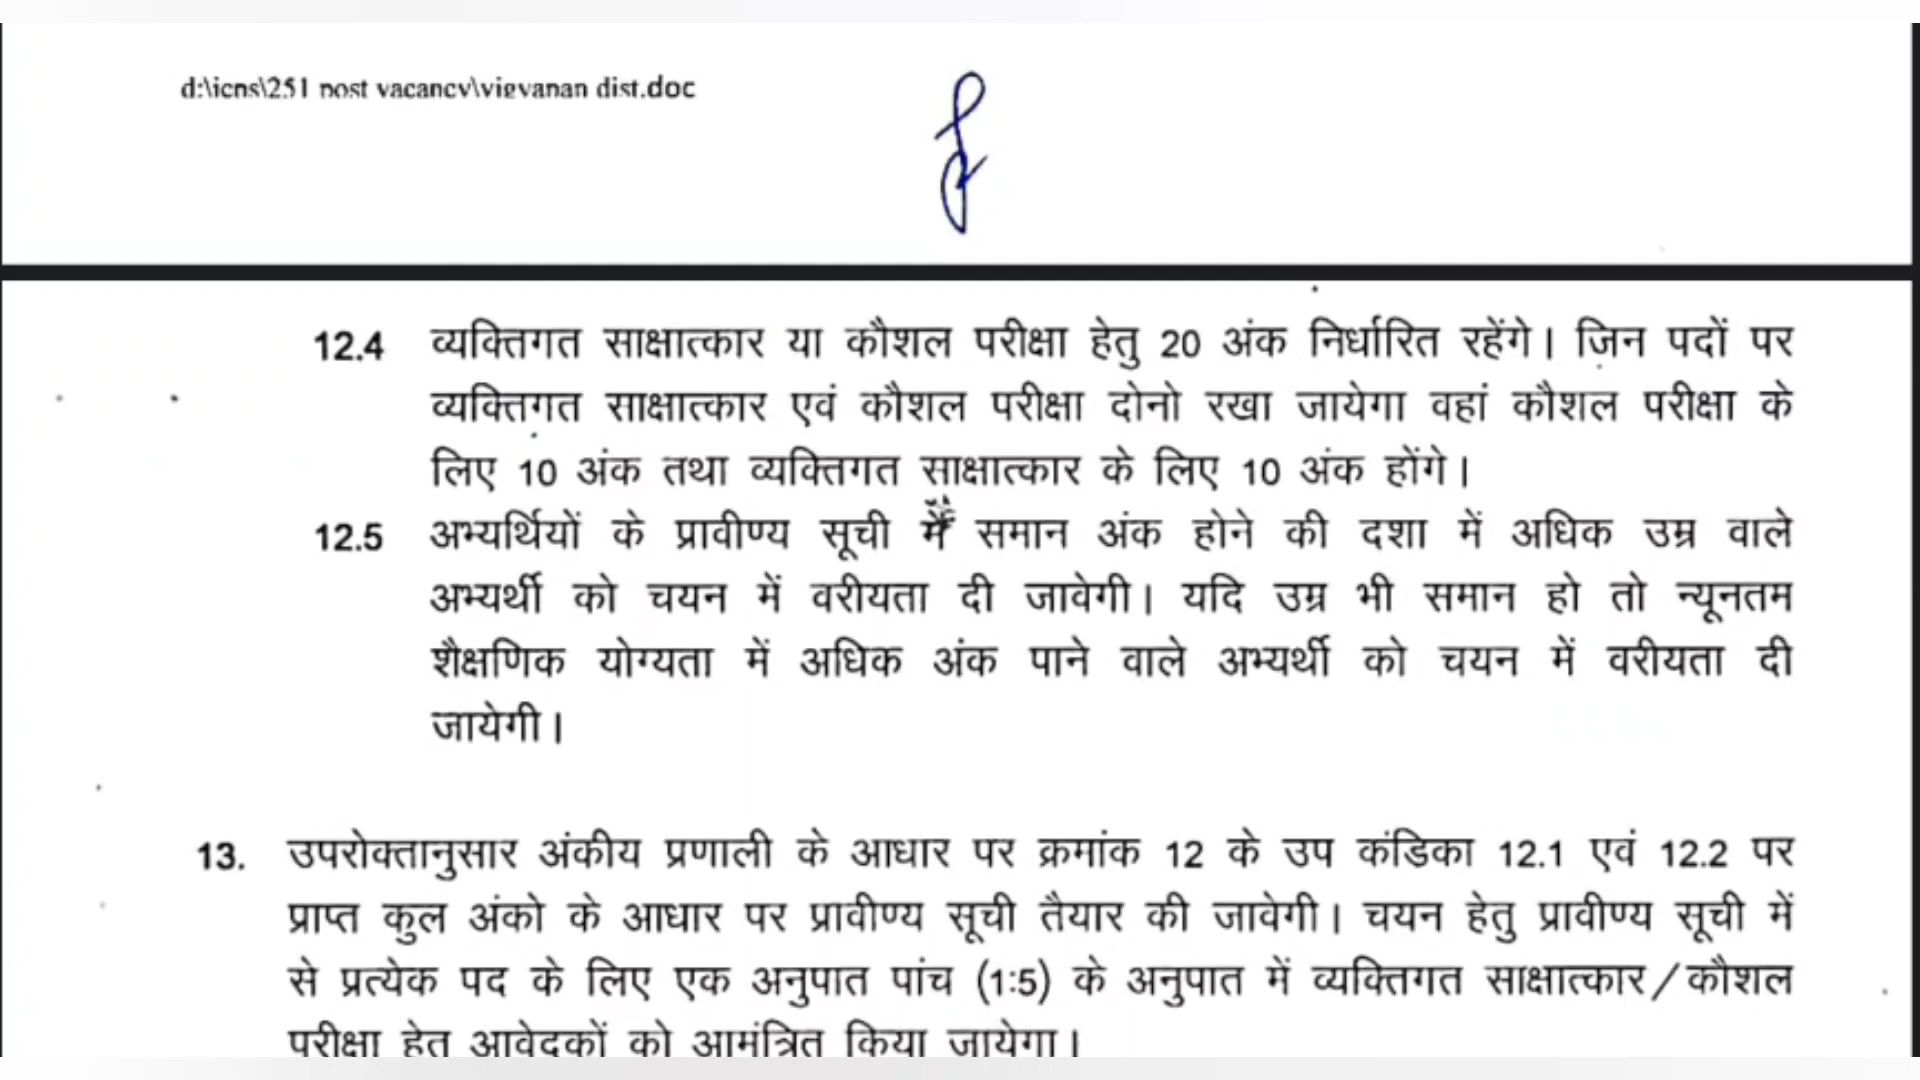 d:\icps\251 post vacancy\vigyapan dist.doc
12.4 व्यक्तिगत साक्षात्कार या कौशल परीक्षा हेतु 20 अंक निर्धारित रहेंगे। जिन पदों पर
व्यक्तिगत साक्षात्कार एवं कौशल परीक्षा दोनो रखा जायेगा वहां कौशल परीक्षा के
लिए 10 अंक तथा व्यक्तिगत साक्षात्कार के लिए 10 अंक होंगे।
12.5 अभ्यर्थियों के प्रावीण्य सूची में समान अंक होने की दशा में अधिक उम्र वाले
अभ्यर्थी को चयन में वरीयता दी जावेगी। यदि उम्र भी समान हो तो न्यूनतम
शैक्षणिक योग्यता में अधिक अंक पाने वाले अभ्यर्थी को चयन में वरीयता दी
जायेगी।
13. उपरोक्तानुसार अंकीय प्रणाली के आधार पर क्रमांक 12 के उप कंडिका 12.1 एवं 12.2 पर
प्राप्त कुल अंको के आधार पर प्रावीण्य सूची तैयार की जावेगी। चयन हेतु प्रावीण्य सूची में
से प्रत्येक पद के लिए एक अनुपात पांच (1:5) के अनुपात में व्यक्तिगत साक्षात्कार/कौशल
परीक्षा हेतु आवेदकों को आमंत्रित किया जायेगा।